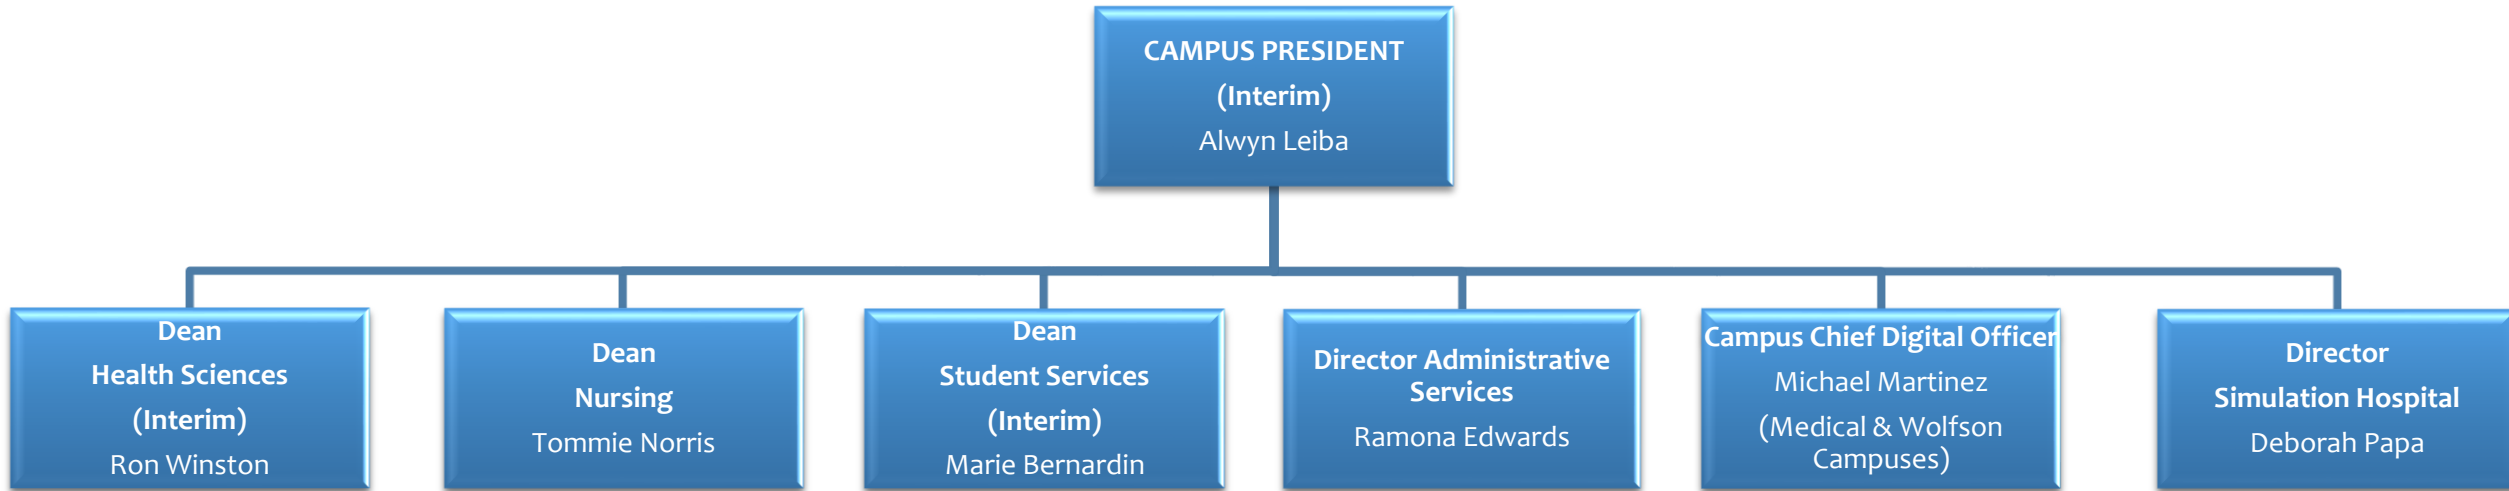 CAMPUS PRESIDENT
(Interim)
Alwyn Leiba
Dean
Health Sciences
(Interim)
Ron Winston
Dean
Nursing
Tommie Norris
Dean
Student Services
(Interim)
Marie Bernardin
Director Administrative
Services
Ramona Edwards
Campus Chief Digital Officer
Michael Martinez
(Medical & Wolfson
Campuses)
Director
Simulation Hospital
Deborah Papa